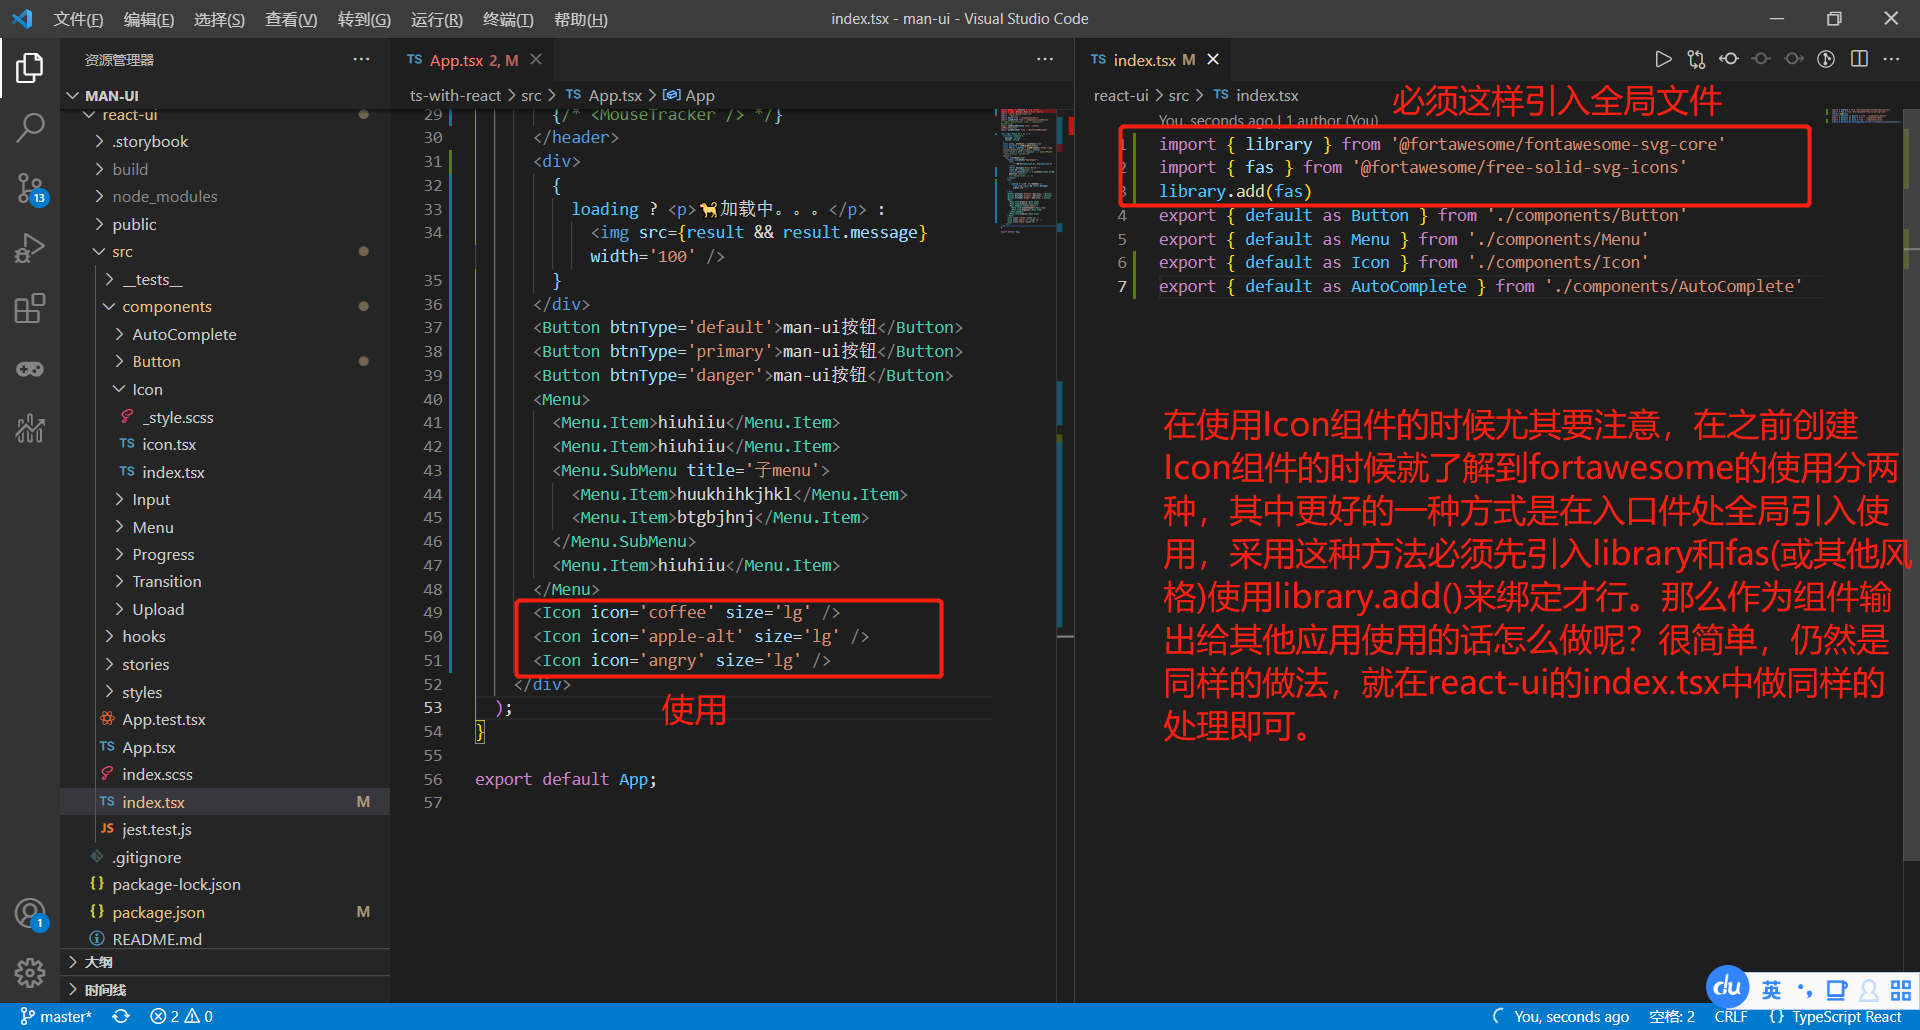 文件(F) 编辑(E) 选择(S) 查看(V) 转到(G) 运行(R) 终端(T) 帮助(H)
index.tsx - man-ui - Visual Studio Code
资源管理器
MAN-UI
react-ui
.storybook
build
node_modules
public
src
__tests__
components
AutoComplete
Button
Icon
_style.scss
icon.tsx
index.tsx
Input
Menu
Progress
Transition
Upload
hooks
stories
styles
App.test.tsx
App.tsx
index.scss
index.tsx M
jest.test.js
.gitignore
package-lock.json
package.json M
README.md
大纲
时间线
13
1
TS App.tsx 2, M
ts-with-react > src > TS App.tsx > App
29 {/* <MouseTracker /> */}
30 </header>
31 <div>
32 {
33 loading ? <p>🐕加载中。。。</p> :
34 <img src={result && result.message}
width='100' />
35 }
36 </div>
37 <Button btnType='default'>man-ui按钮</Button>
38 <Button btnType='primary'>man-ui按钮</Button>
39 <Button btnType='danger'>man-ui按钮</Button>
40 <Menu>
41 <Menu.Item>hiuhiiu</Menu.Item>
42 <Menu.Item>hiuhiiu</Menu.Item>
43 <Menu.SubMenu title='子menu'>
44 <Menu.Item>huukhihkjhkl</Menu.Item>
45 <Menu.Item>btgbjhnj</Menu.Item>
46 </Menu.SubMenu>
47 <Menu.Item>hiuhiiu</Menu.Item>
48 </Menu>
49 <Icon icon='coffee' size='lg' />
50 <Icon icon='apple-alt' size='lg' />
51 <Icon icon='angry' size='lg' />
52 </div>
53 );
使用
54 }
55
56 export default App;
57
TS index.tsx M
react-ui > src > TS index.tsx
必须这样引入全局文件
You, seconds ago | 1 author (You)
1 import { library } from '@fortawesome/fontawesome-svg-core'
2 import { fas } from '@fortawesome/free-solid-svg-icons'
3 library.add(fas)
4 export { default as Button } from './components/Button'
5 export { default as Menu } from './components/Menu'
6 export { default as Icon } from './components/Icon'
7 export { default as AutoComplete } from './components/AutoComplete'
在使用Icon组件的时候尤其要注意，在之前创建
Icon组件的时候就了解到fortawesome的使用分两
种，其中更好的一种方式是在入口件处全局引入使
用，采用这种方法必须先引入library和fas(或其他风
格)使用library.add()来绑定才行。那么作为组件输
出给其他应用使用的话怎么做呢？很简单，仍然是
同样的做法，就在react-ui的index.tsx中做同样的
处理即可。
du 英
master* 2 0
You, seconds ago 空格: 2 CRLF {} TypeScript React